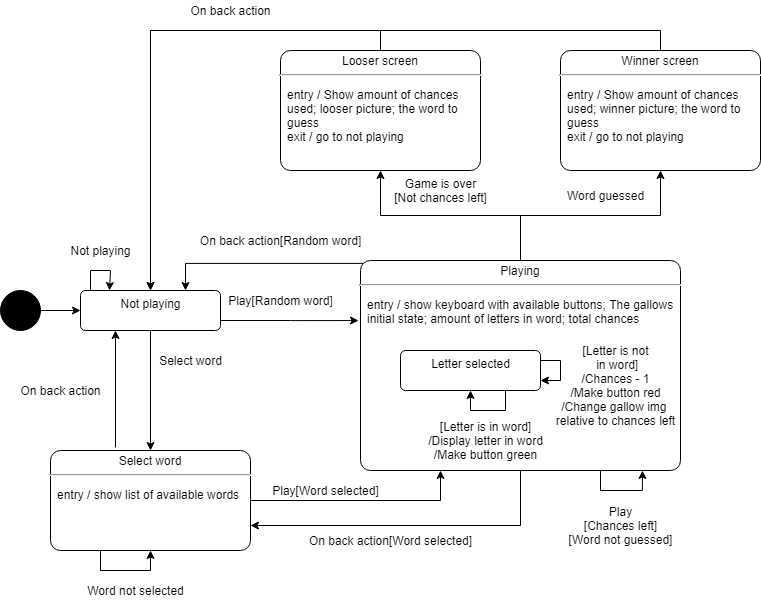 On back action
Looser screen
entry / Show amount of chances
used; looser picture; the word to
guess
exit / go to not playing
Winner screen
entry / Show amount of chances
used; winner picture; the word to
guess
exit / go to not playing
Game is over
[Not chances left]
Word guessed
Not playing
On back action[Random word]
Not playing
Play[Random word]
Playing
entry / show keyboard with available buttons; The gallows
initial state; amount of letters in word; total chances
Letter selected
[Letter is not
in word]
/Chances - 1
/Make button red
/Change gallow img
relative to chances left
[Letter is in word]
/Display letter in word
/Make button green
Select word
On back action
Select word
entry / show list of available words
Play[Word selected]
On back action[Word selected]
Play
[Chances left]
[Word not guessed]
Word not selected